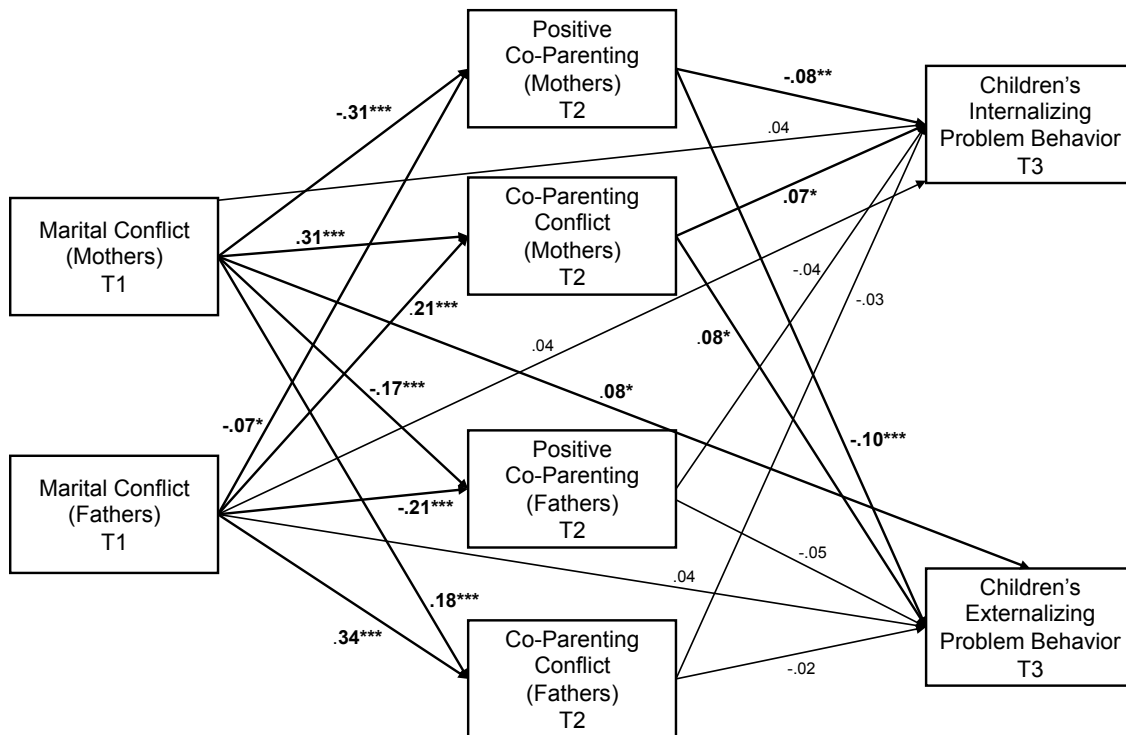 Positive
Co-Parenting
(Mothers)
T2
-.08**
Children's
Internalizing
Problem Behavior
T3
-.31***
.04
Co-Parenting
Conflict
(Mothers)
T2
.07*
Marital Conflict
(Mothers)
T1
.31***
-.04
-.03
.21***
.04
.08*
-.17***
.08*
-.07*
-.10***
Positive
Co-Parenting
(Fathers)
T2
Marital Conflict
(Fathers)
T1
-.21***
-.05
.04
Children's
Externalizing
Problem Behavior
T3
.18***
.34***
Co-Parenting
Conflict
(Fathers)
T2
-.02